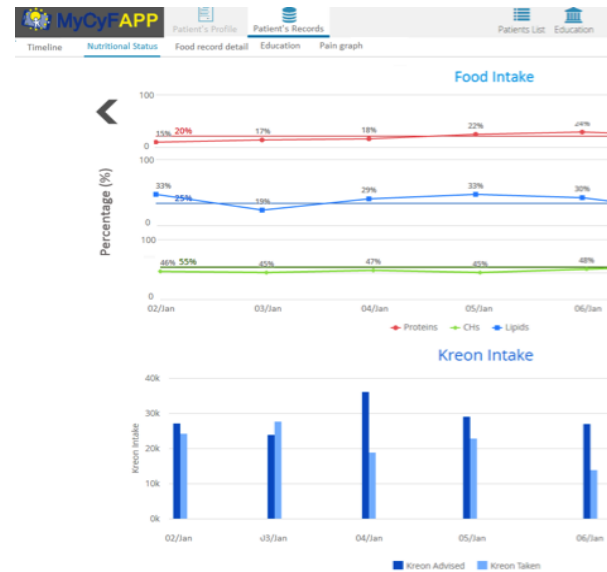 MyCyFAPP
Patient's Profile
Patient's Records
Patients List
Education
Timeline
Nutritional Status
Food record detail
Education
Pain graph
Food Intake
Percentage (%)
100
15% 20% 17% 18% 22% 24%
0
100
33% 25% 19% 29% 33% 30%
0
100
46% 55% 45% 47% 45% 48%
0
02/Jan 03/Jan 04/Jan 05/Jan 06/Jan
Proteins CHs Lipids
Kreon Intake
Kreon Intake
40k
30k
20k
10k
0k
02/Jan 03/Jan 04/Jan 05/Jan 06/Jan
Kreon Advised Kreon Taken